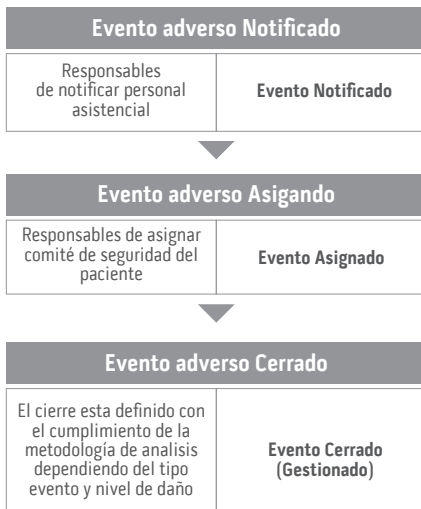 Evento adverso Notificado
Responsables
de notificar personal
asistencial
Evento Notificado
Evento adverso Asigando
Responsables de asignar
comité de seguridad del
paciente
Evento Asignado
Evento adverso Cerrado
El cierre esta definido con
el cumplimiento de la
metodología de analisis
dependiendo del tipo
evento y nivel de daño
Evento Cerrado
(Gestionado)